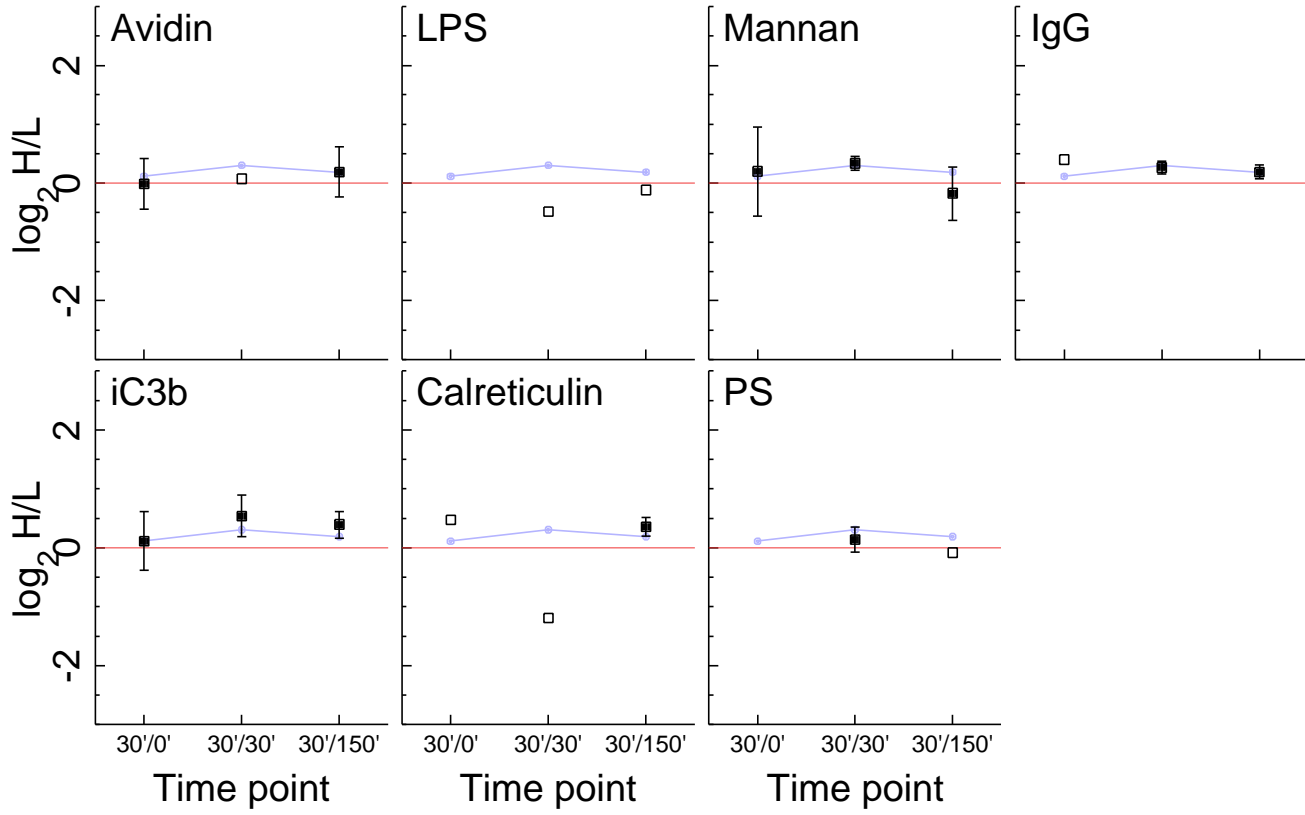 Avidin LPS Mannan IgG
2
0
-2
log2 H/L
iC3b Calreticulin PS
2
0
-2
log2 H/L
30'/0' 30'/30' 30'/150' 30'/0' 30'/30' 30'/150' 30'/0' 30'/30' 30'/150'
Time point Time point Time point